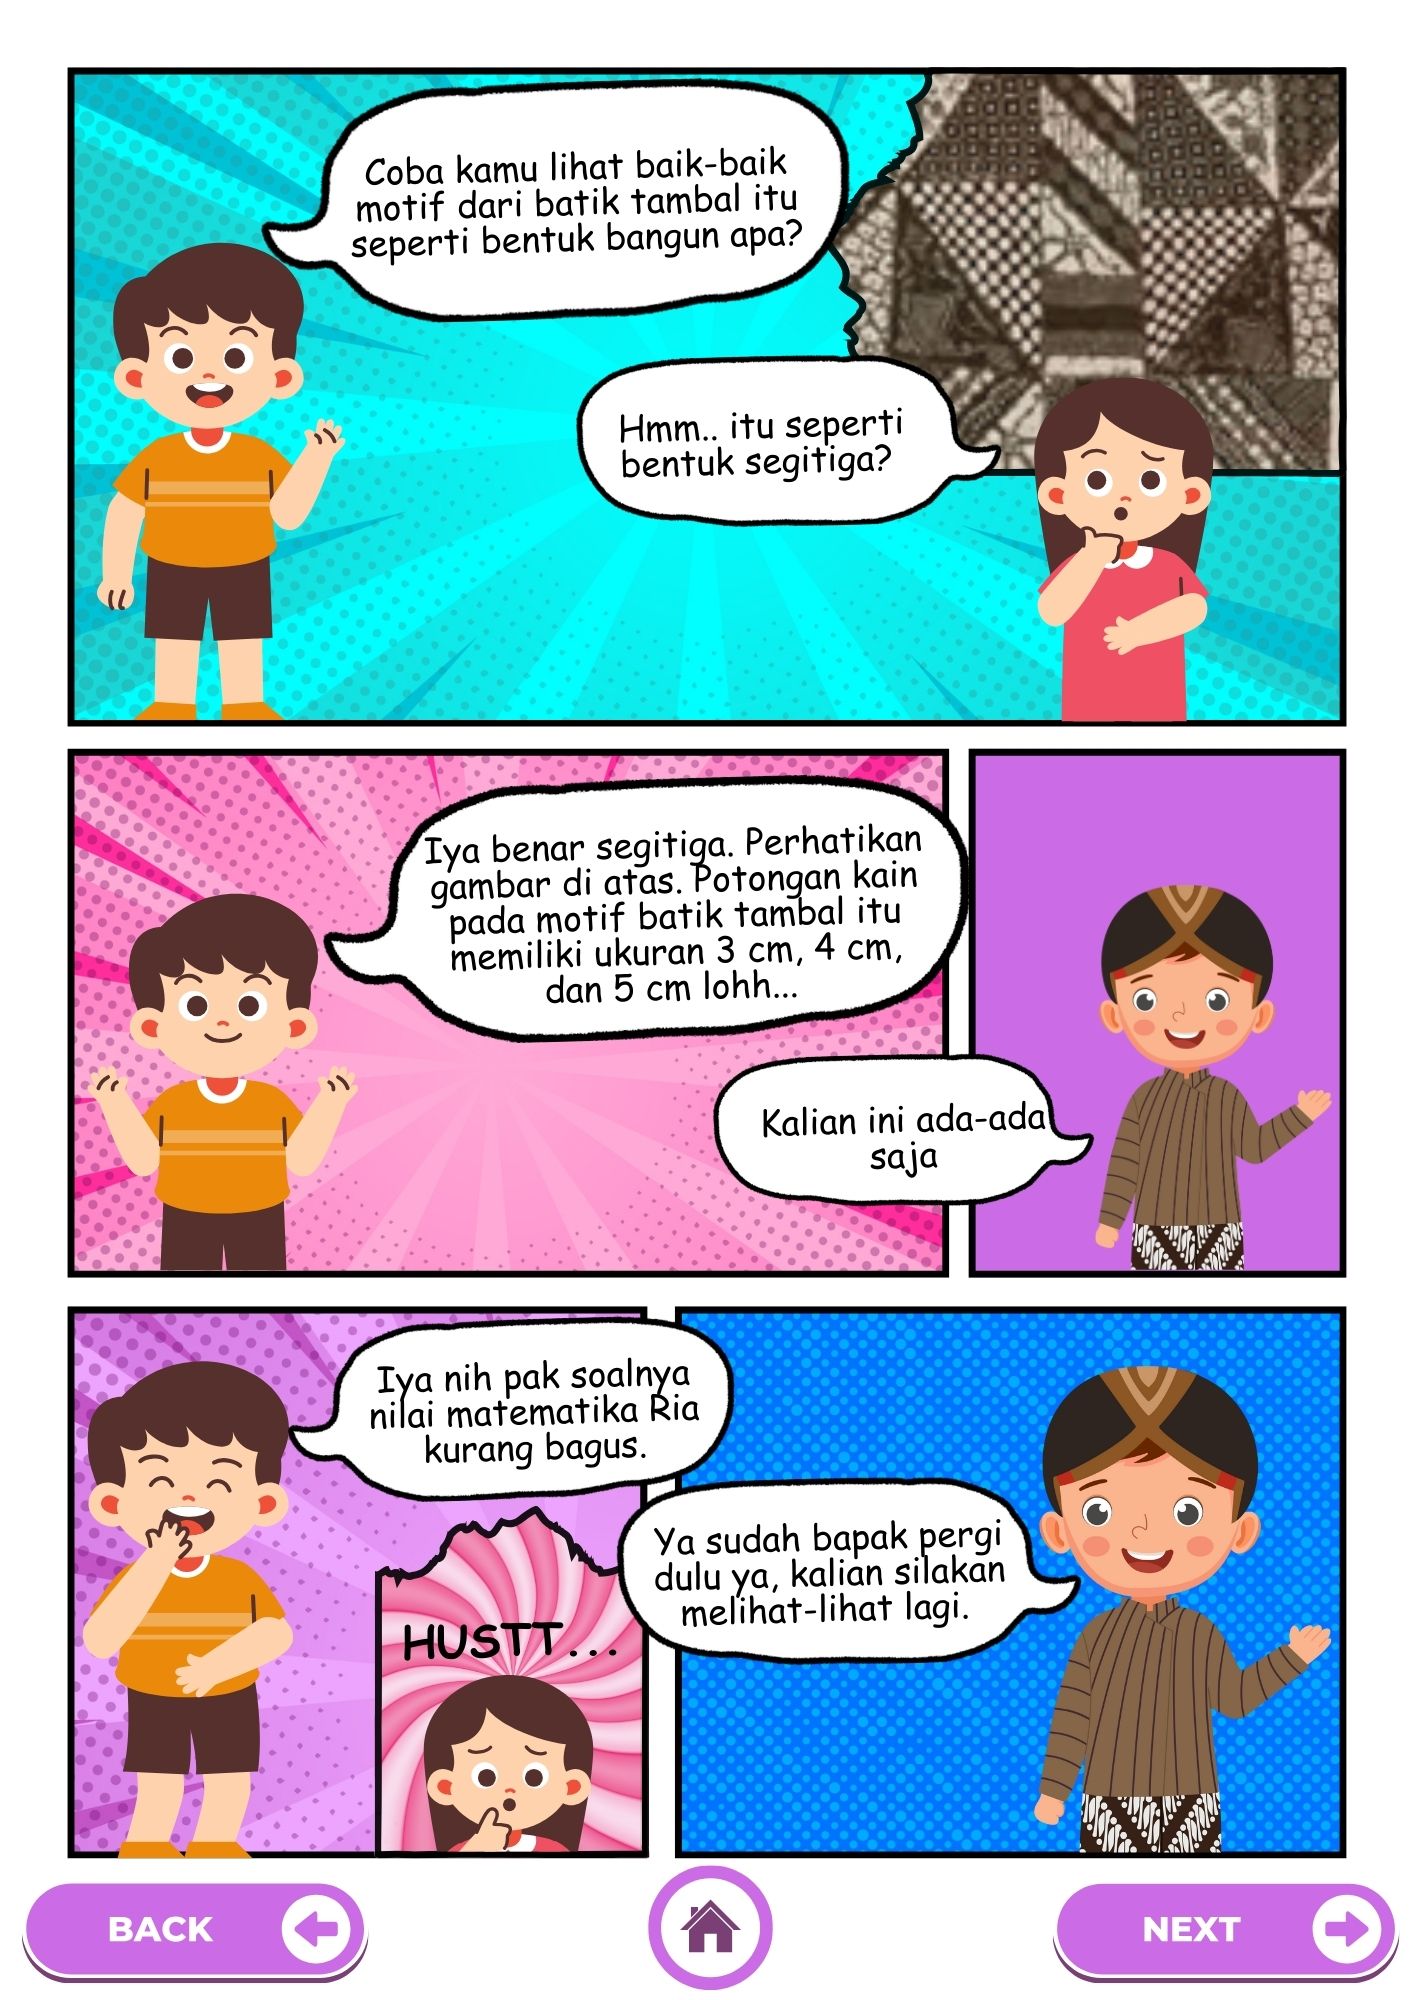 Coba kamu lihat baik-baik
motif dari batik tambal itu
seperti bentuk bangun apa?
Hmm.. itu seperti
bentuk segitiga?
Iya benar segitiga. Perhatikan
gambar di atas. Potongan kain
pada motif batik tambal itu
memiliki ukuran 3 cm, 4 cm,
dan 5 cm lohh...
Kalian ini ada-ada
saja
Iya nih pak soalnya
nilai matematika Ria
kurang bagus.
HUSTT...
Ya sudah bapak pergi
dulu ya, kalian silakan
melihat-lihat lagi.
BACK
NEXT